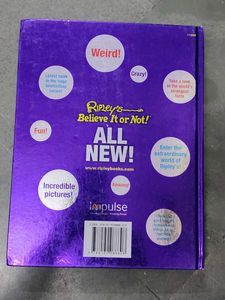 Weird!
Latest book
in the huge
bestselling
series!
Crazy!
Take a look
at the world's
strangest
facts
Ripley's
Believe It or Not!
Fun!
ALL
NEW!
Enter the
extraordinary
world of
Ripley's!
www.ripleybooks.com
Incredible
pictures!
Amazing!
impulse